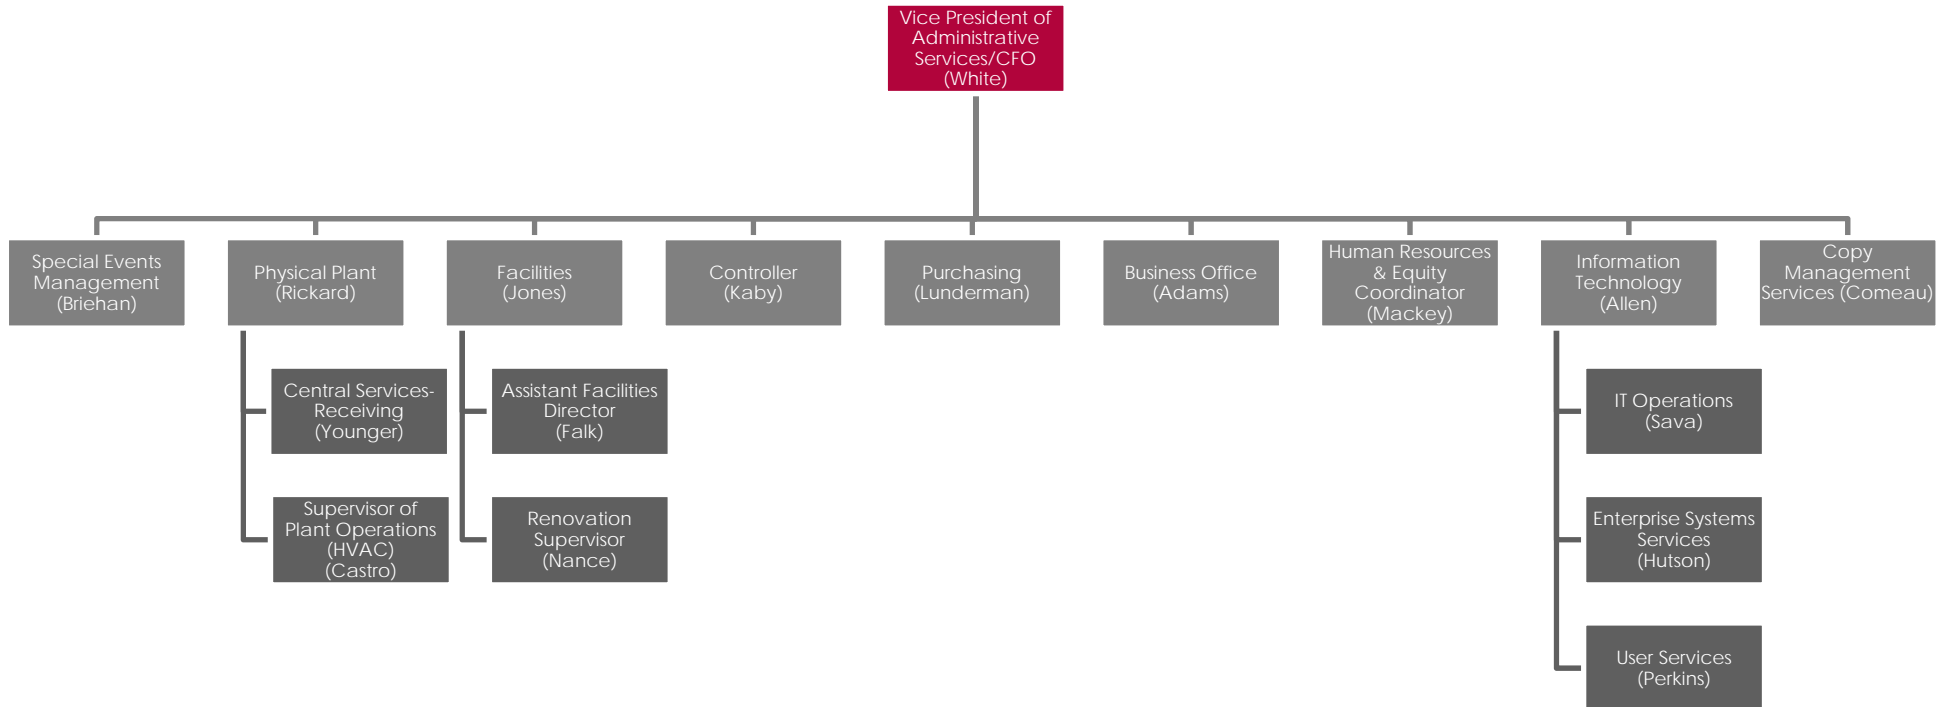 Vice President of
Administrative
Services/CFO
(White)
Special Events
Management
(Briehan)
Physical Plant
(Rickard)
Facilities
(Jones)
Controller
(Kaby)
Purchasing
(Lunderman)
Business Office
(Adams)
Human Resources
& Equity
Coordinator
(Mackey)
Information
Technology
(Allen)
Copy
Management
Services (Comeau)
Central Services-
Receiving
(Younger)
Assistant Facilities
Director
(Falk)
IT Operations
(Sava)
Supervisor of
Plant Operations
(HVAC)
(Castro)
Renovation
Supervisor
(Nance)
Enterprise Systems
Services
(Hutson)
User Services
(Perkins)